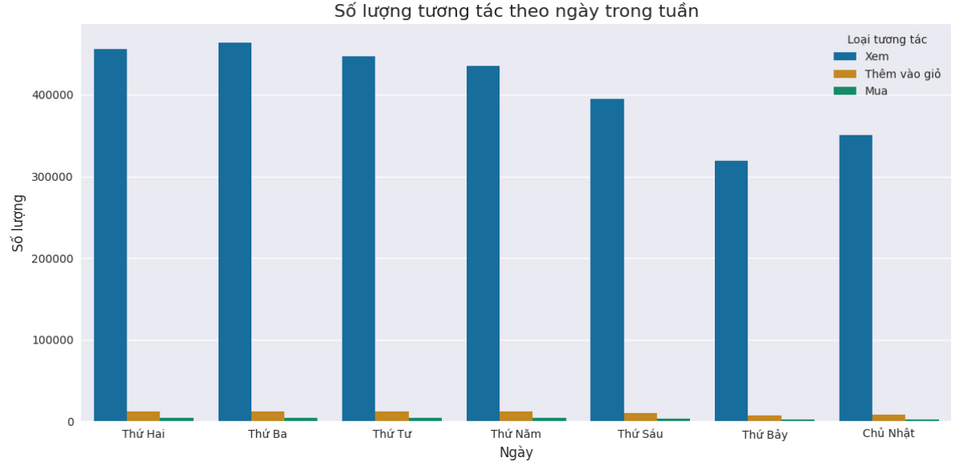 Số lượng tương tác theo ngày trong tuần
Loại tương tác
Xem
Thêm vào giỏ
Mua
Số lượng
400000
300000
200000
100000
0
Thứ Hai
Thứ Ba
Thứ Tư
Thứ Năm
Thứ Sáu
Thứ Bảy
Chủ Nhật
Ngày